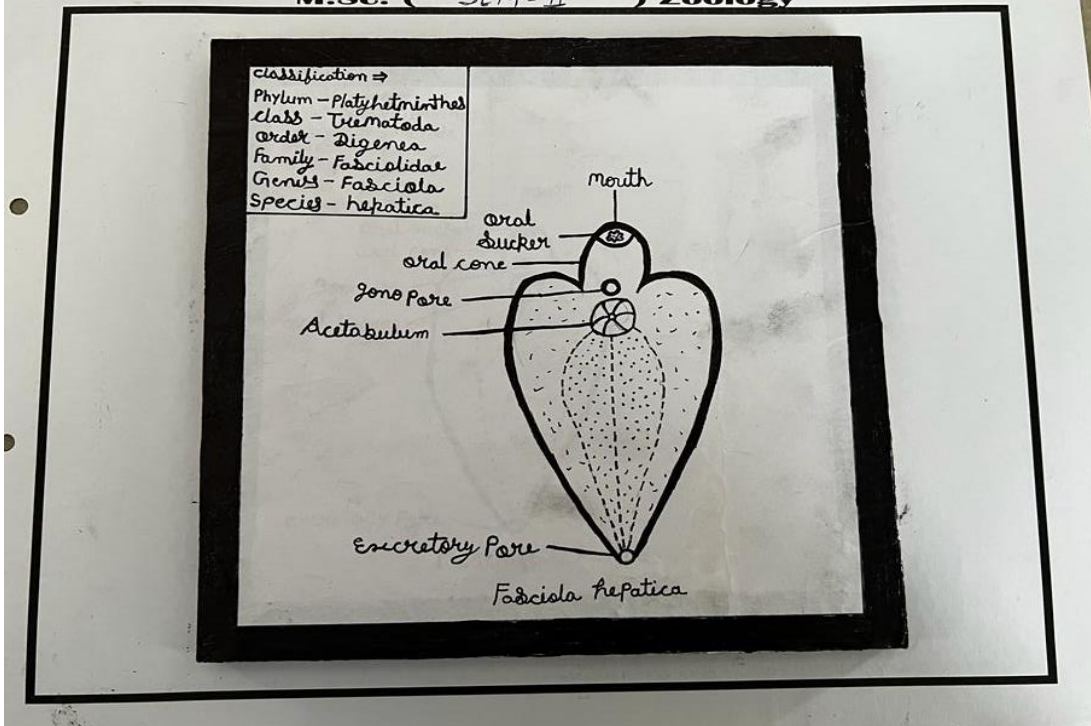 M.Sc. ( Sem-II ) Zoology
classification ⇒
Phylum - Platyhelminthes
class - Trematoda
order - Digenea
Family - Fasciolidae
Genus - Fasciola
Species - hepatica
mouth
oral
Sucker
oral cone
gono pore
Acetabulum
Excretory Pore
Fasciola hepatica